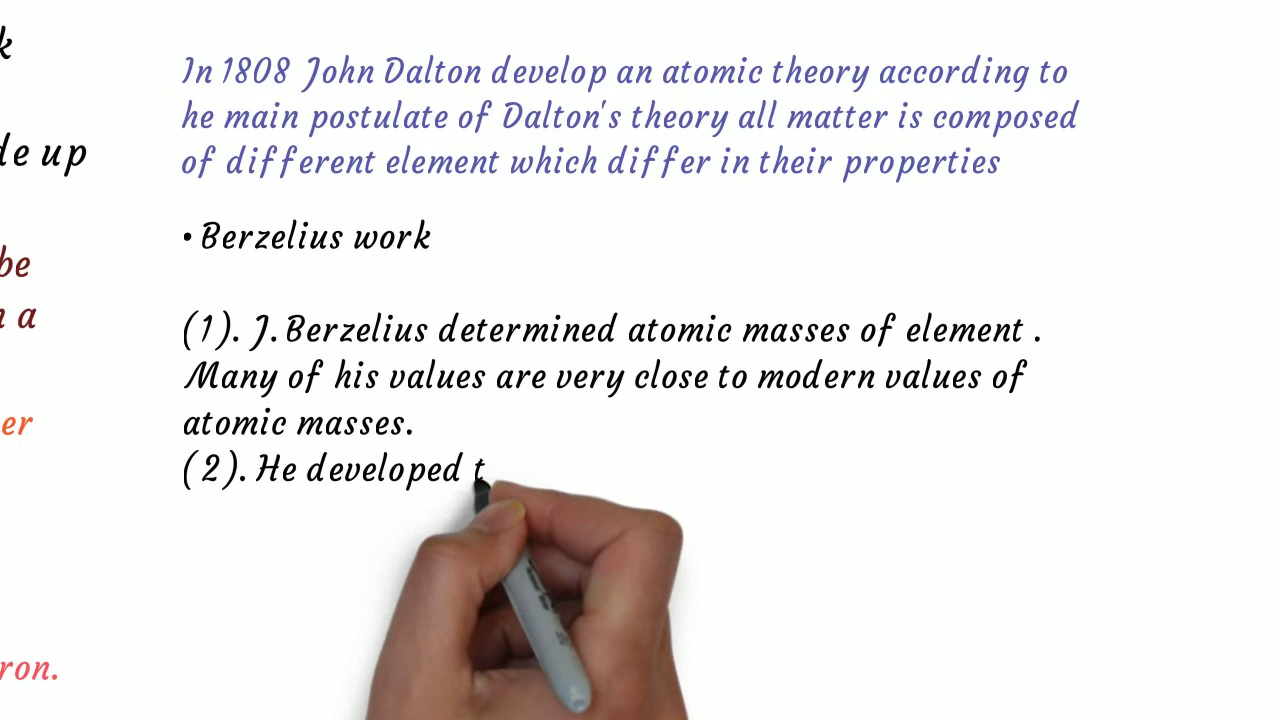 k
de up
be
n a
er
ron.
In 1808 John Dalton develop an atomic theory according to
he main postulate of Dalton's theory all matter is composed
of different element which differ in their properties
• Berzelius work
(1). J.Berzelius determined atomic masses of element .
Many of his values are very close to modern values of
atomic masses.
(2). He developed t